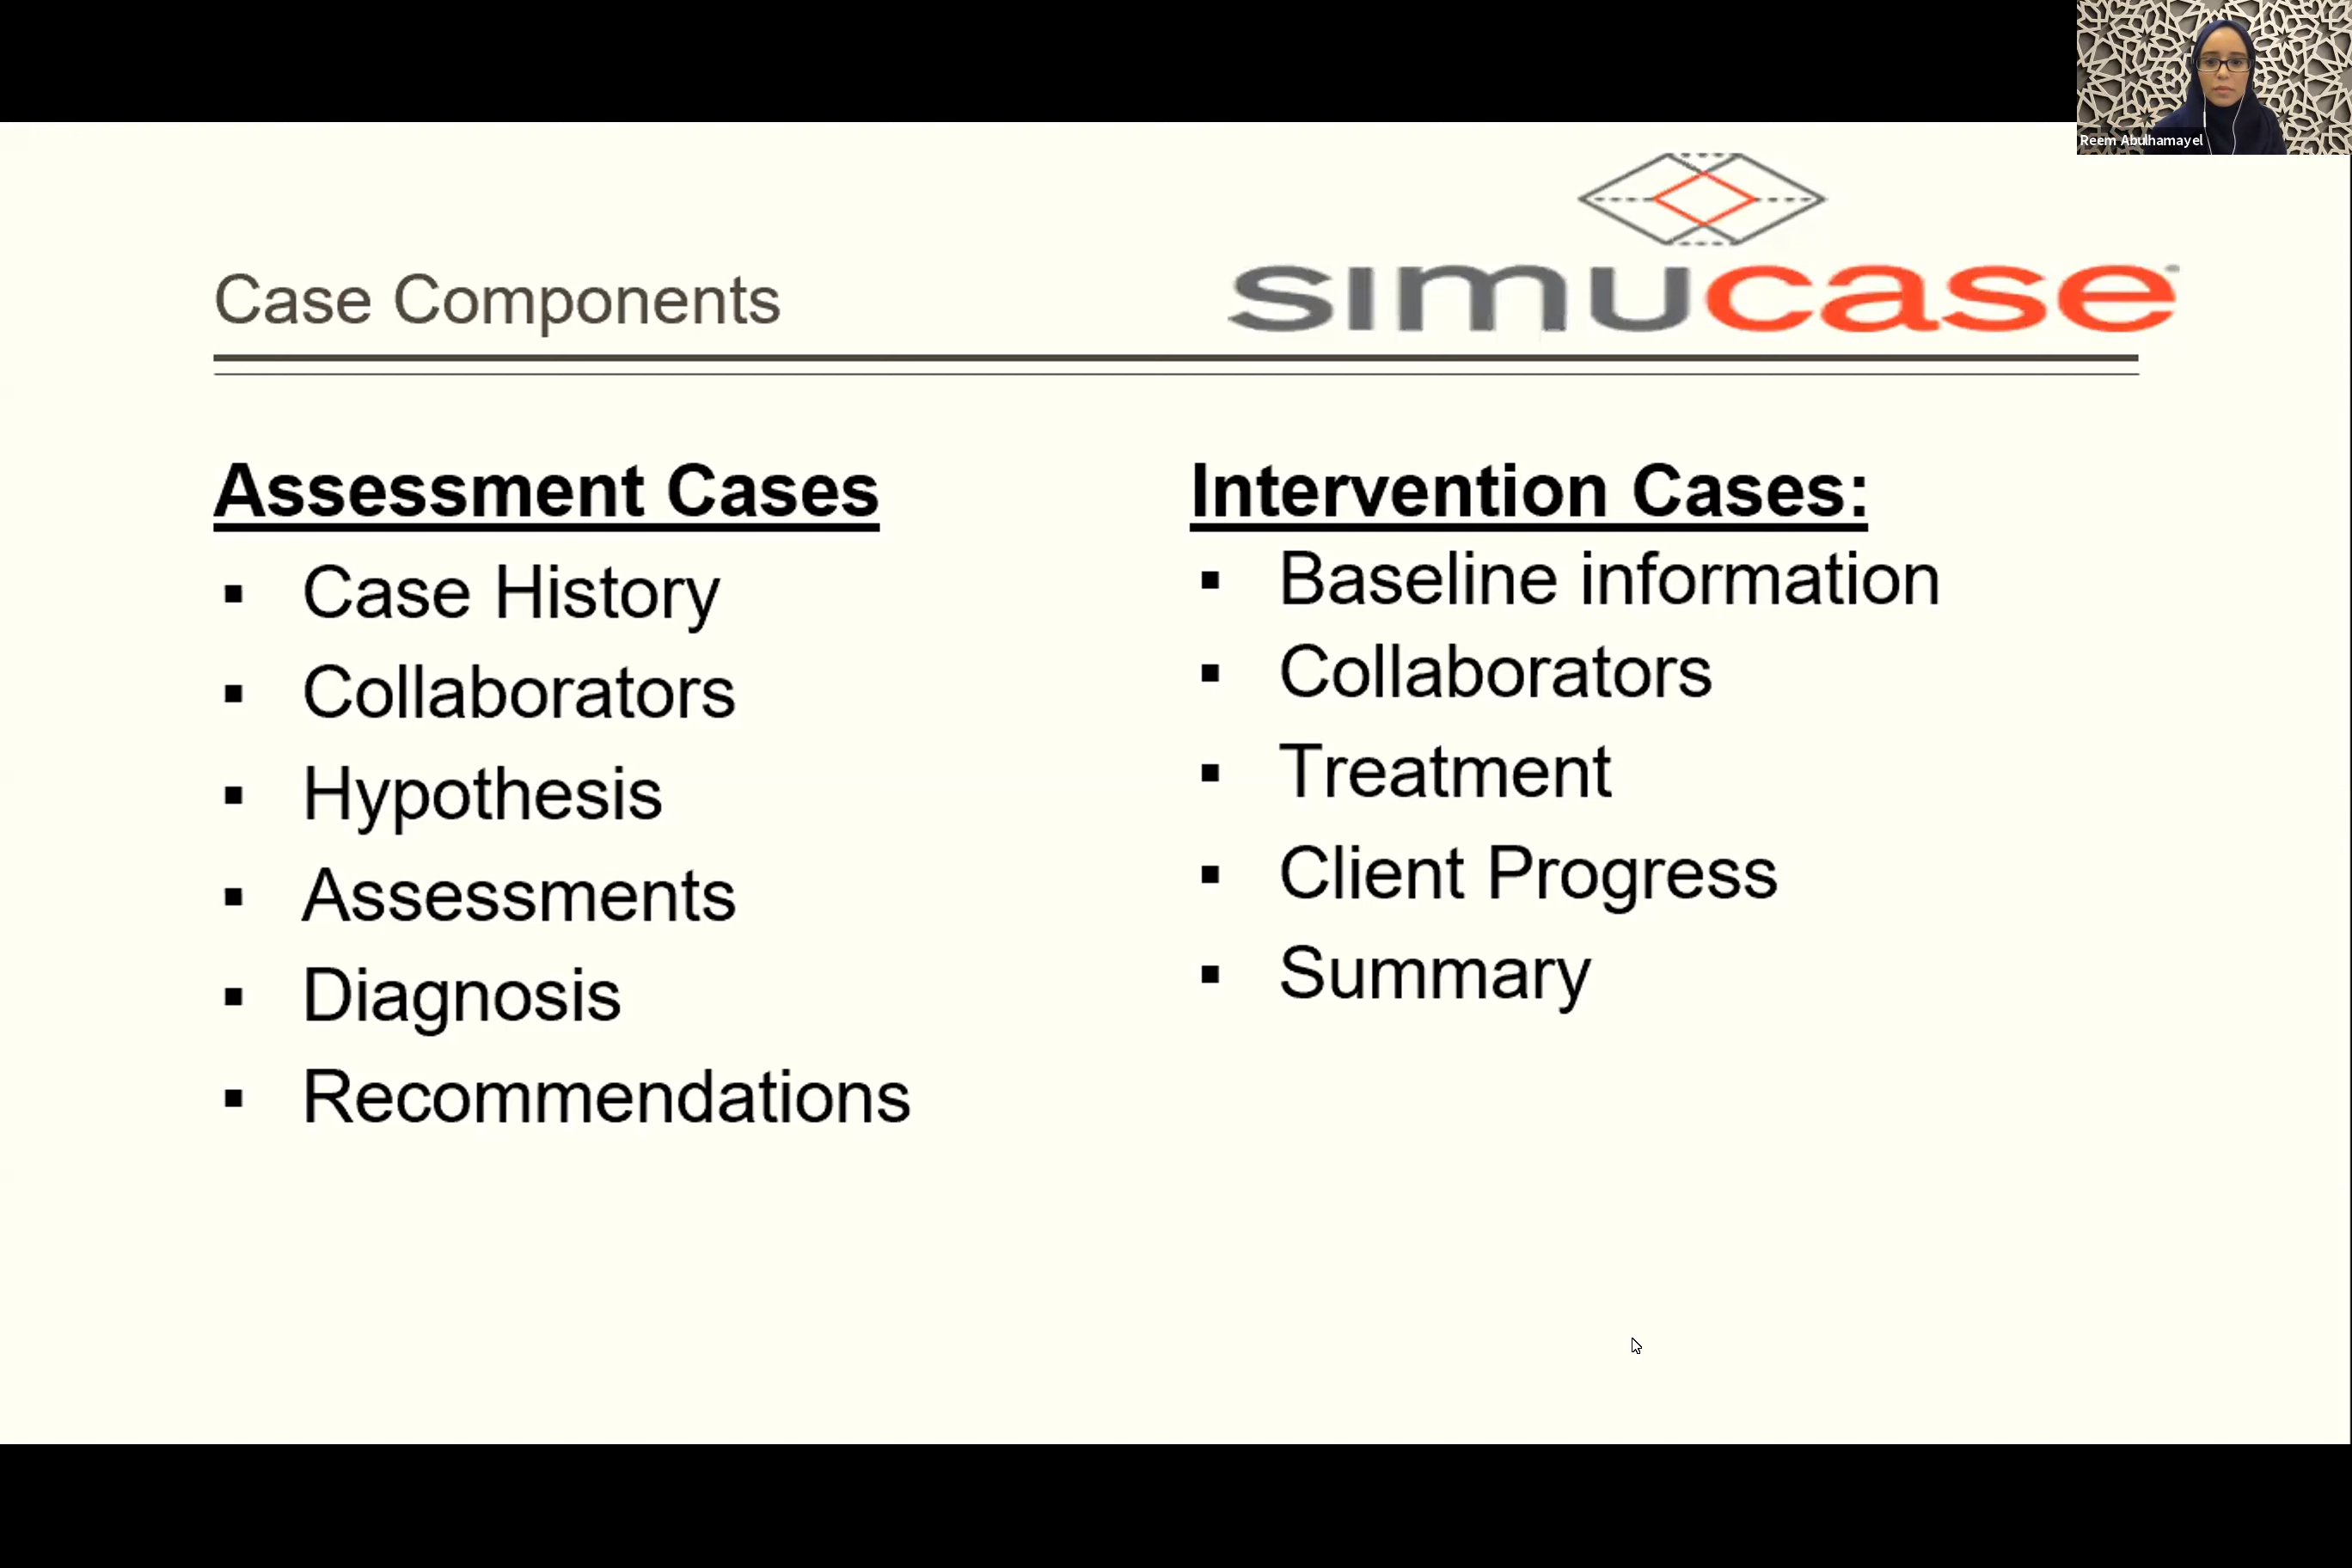 Reem Abulhamayel
simucase
Case Components
Assessment Cases
▪ Case History
▪ Collaborators
▪ Hypothesis
▪ Assessments
▪ Diagnosis
▪ Recommendations
Intervention Cases:
▪ Baseline information
▪ Collaborators
▪ Treatment
▪ Client Progress
▪ Summary